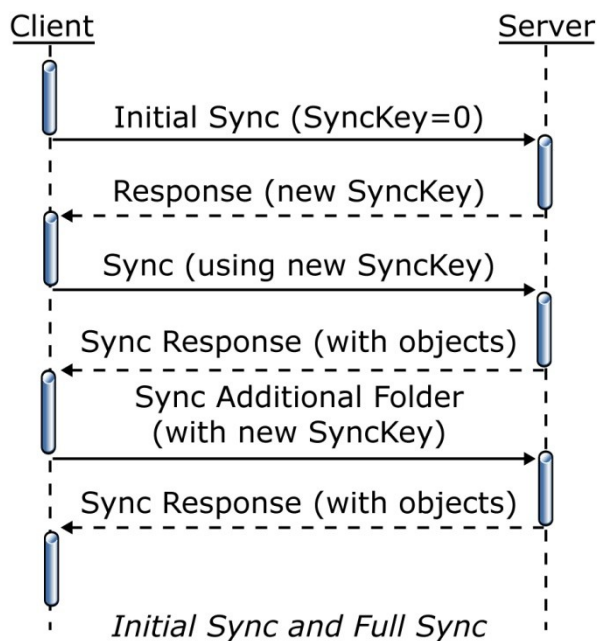 Client
Server
Initial Sync (SyncKey=0)
Response (new SyncKey)
Sync (using new SyncKey)
Sync Response (with objects)
Sync Additional Folder
(with new SyncKey)
Sync Response (with objects)
Initial Sync and Full Sync